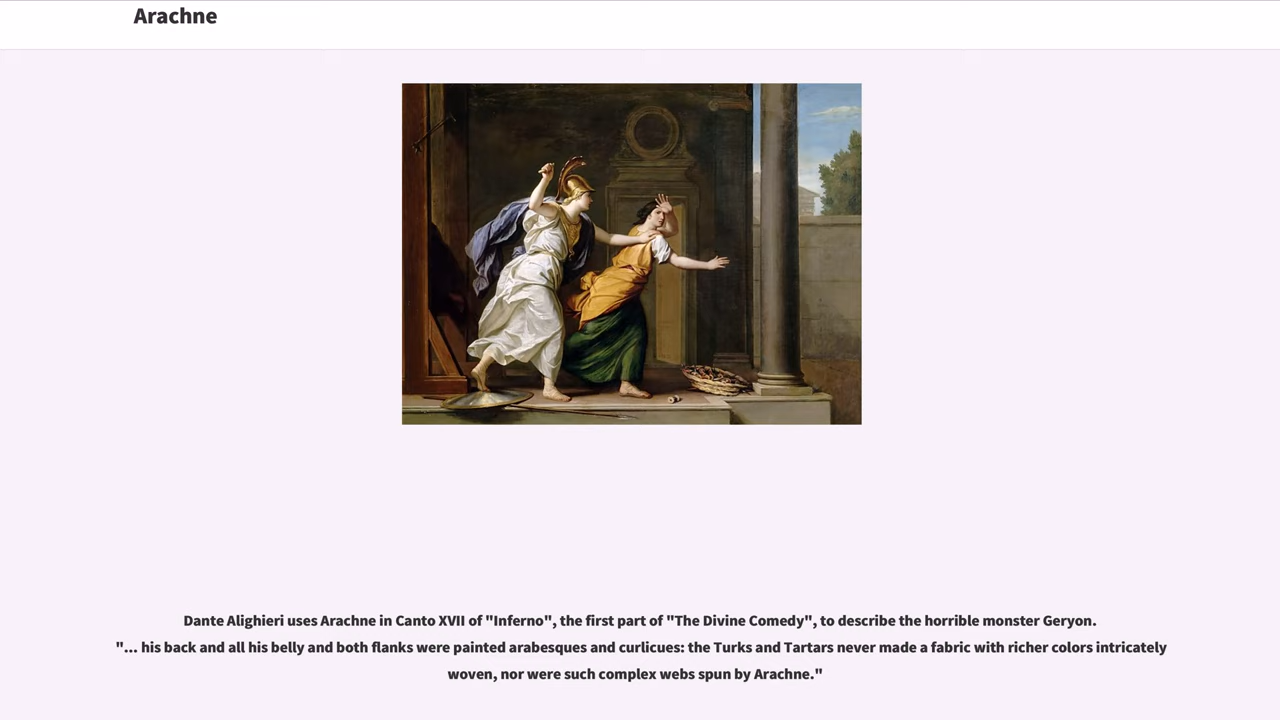 Arachne
Dante Alighieri uses Arachne in Canto XVII of "Inferno", the first part of "The Divine Comedy", to describe the horrible monster Geryon.
"... his back and all his belly and both flanks were painted arabesques and curlicues: the Turks and Tartars never made a fabric with richer colors intricately
woven, nor were such complex webs spun by Arachne."